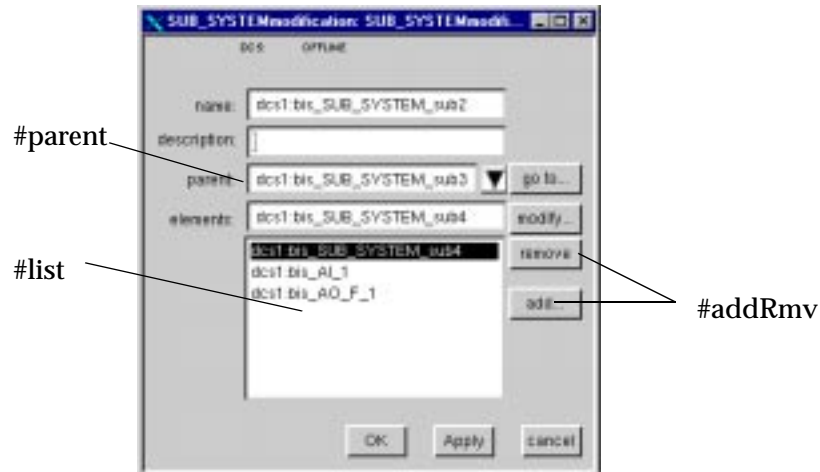 SUB_SYSTEMmodification: SUB_SYSTEMmodifi...
DCS: OFFLINE
name: dcs1:bis_SUB_SYSTEM_sub2
description:
#parent
parent: dcs1:bis_SUB_SYSTEM_sub3 go to...
elements: dcs1:bis_SUB_SYSTEM_sub4 modify...
dcs1:bis_SUB_SYSTEM_sub4 remove
#list
dcs1:bis_AI_1
dcs1:bis_AO_F_1
add...
#addRmv
OK Apply cancel